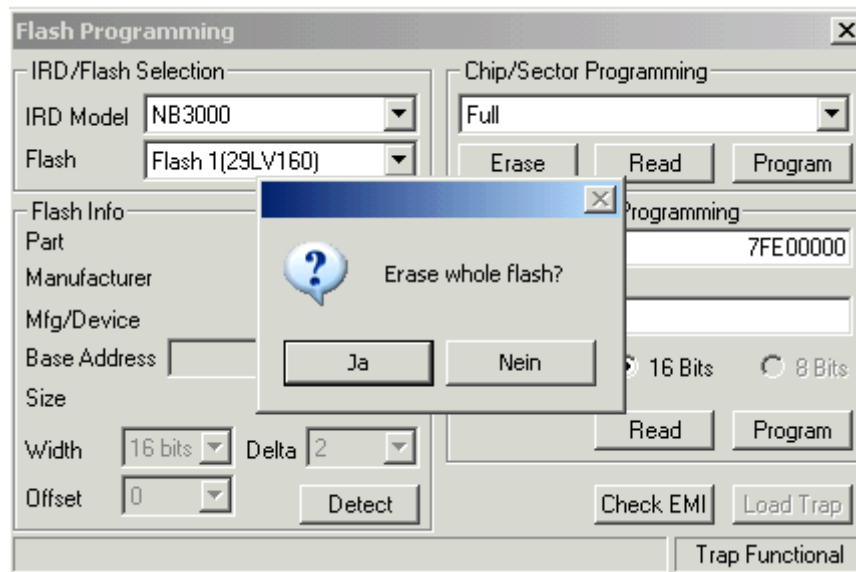 Flash Programming
IRD/Flash Selection
IRD Model NB3000
Flash Flash 1(29LV160)
Chip/Sector Programming
Full
Erase Read Program
Flash Info
Part
Manufacturer
Mfg/Device
Base Address
Size
Width 16 bits Delta 2
Offset 0
Detect
Erase whole flash?
Ja Nein
Programming
7FE00000
16 Bits 8 Bits
Read Program
Check EMI Load Trap
Trap Functional